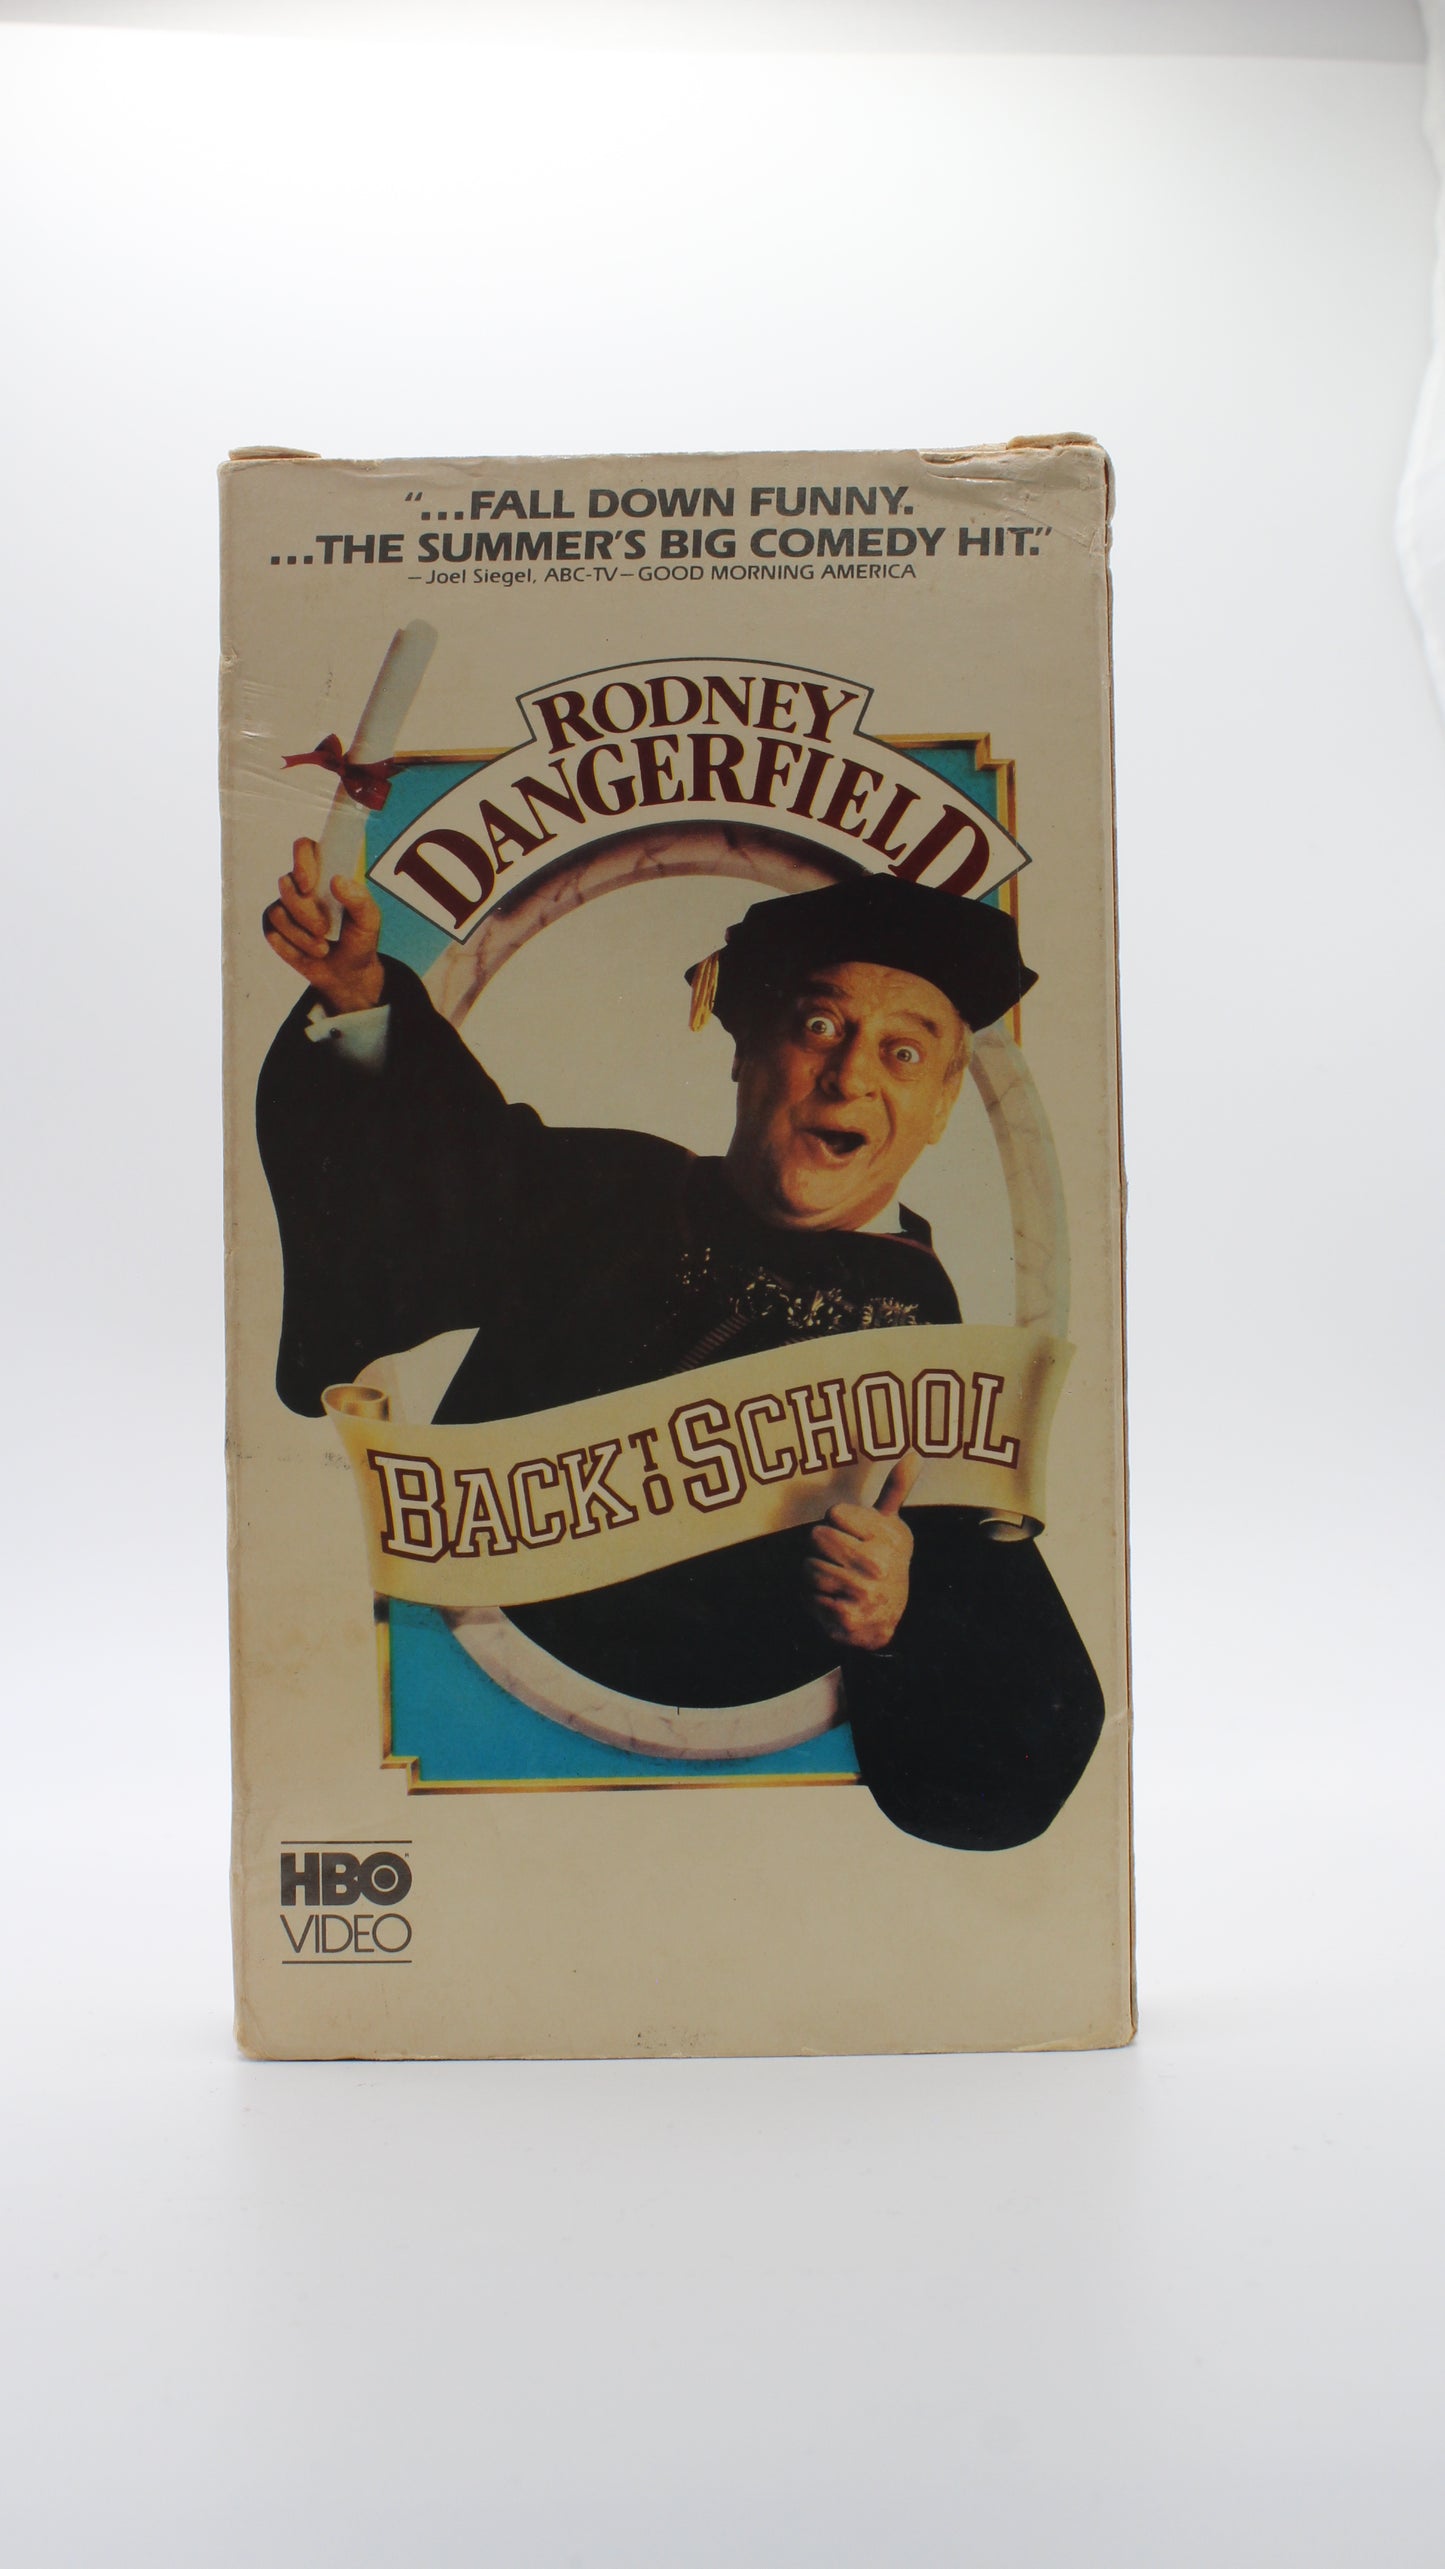 “...FALL DOWN FUNNY.
...THE SUMMER’S BIG COMEDY HIT.”
—Joel Siegel, ABC-TV—GOOD MORNING AMERICA
RODNEY
DANGERFIELD
BACK TO SCHOOL
HBO
VIDEO